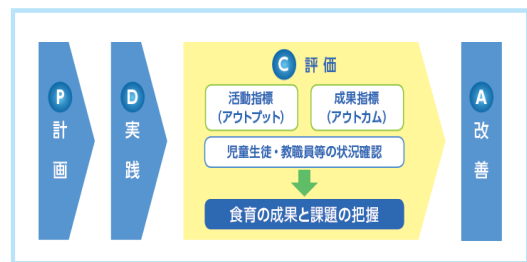 P
計画
D
実践
C 評価
活動指標
(アウトプット)
成果指標
(アウトカム)
児童生徒・教職員等の状況確認
食育の成果と課題の把握
A
改善